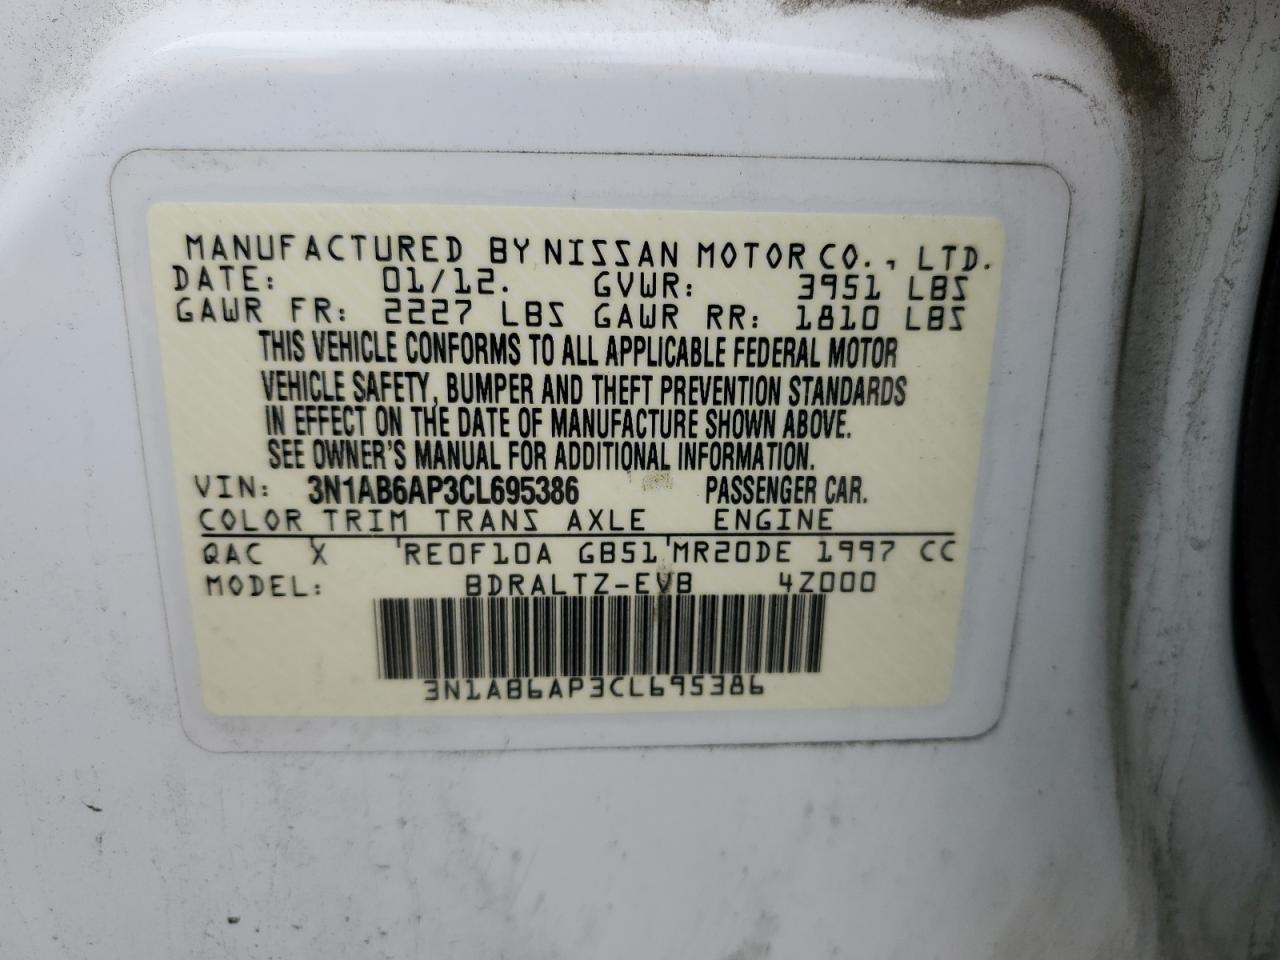 MANUFACTURED BY NISSAN MOTOR CO., LTD.
DATE: 01/12. GVWR: 3951 LBS
GAWR FR: 2227 LBS GAWR RR: 1810 LBS
THIS VEHICLE CONFORMS TO ALL APPLICABLE FEDERAL MOTOR
VEHICLE SAFETY, BUMPER AND THEFT PREVENTION STANDARDS
IN EFFECT ON THE DATE OF MANUFACTURE SHOWN ABOVE.
SEE OWNER'S MANUAL FOR ADDITIONAL INFORMATION.
VIN: 3N1AB6AP3CL695386 PASSENGER CAR.
COLOR TRIM TRANS AXLE ENGINE
QAC X RE0F10A GB51 MR20DE 1997 CC
MODEL: BDRALTZ-EVB 4Z000
3N1AB6AP3CL695386